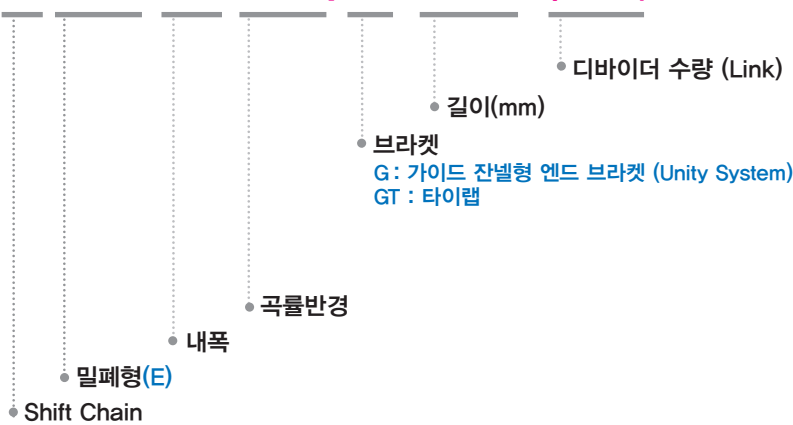 디바이더 수량 (Link)
길이(mm)
브라켓
G : 가이드 잔넬형 엔드 브라켓 (Unity System)
GT : 타이랩
곡률반경
내폭
밀폐형(E)
Shift Chain